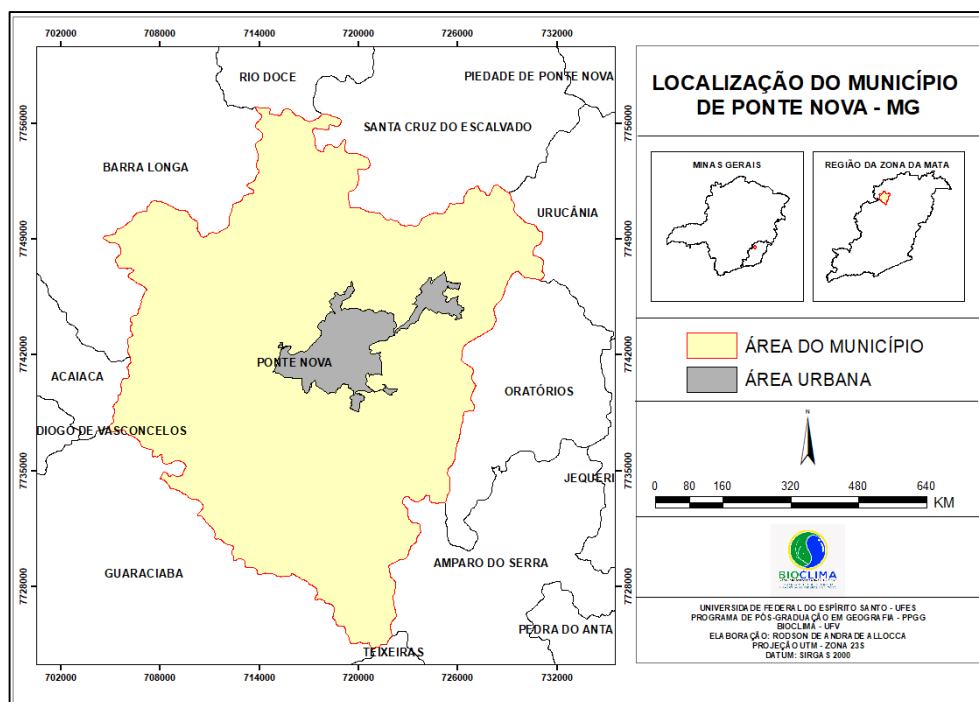 702000 708000 714000 720000 726000 732000
RIO DOCE
PIEDADE DE PONTE NOVA
SANTA CRUZ DO ESCALVADO
BARRA LONGA
URUCÂNIA
PONTE NOVA
ACAIACA
ORATÓRIOS
DIOGO DE VASCONCELOS
JEQUERI
AMPARO DO SERRA
GUARACIABA
PEDRA DO ANTA
TEIXEIRAS
7756000 7756000
7749000 7749000
7742000 7742000
7735000 7735000
7728000 7728000
702000 708000 714000 720000 726000 732000
LOCALIZAÇÃO DO MUNICÍPIO
DE PONTE NOVA - MG
MINAS GERAIS
REGIÃO DA ZONA DA MATA
ÁREA DO MUNICÍPIO
ÁREA URBANA
N
0 80 160 320 480 640
KM
BIOCLIMA
UNIVERSIDADE FEDERAL DO ESPÍRITO SANTO - UFES
PROGRAMA DE PÓS-GRADUAÇÃO EM GEOGRAFIA - PPGG
BIOCLIMA - UFV
ELABORAÇÃO: RODSON DE ANDRADE ALLOCCA
PROJEÇÃO UTM - ZONA 23S
DATUM: SIRGAS 2000